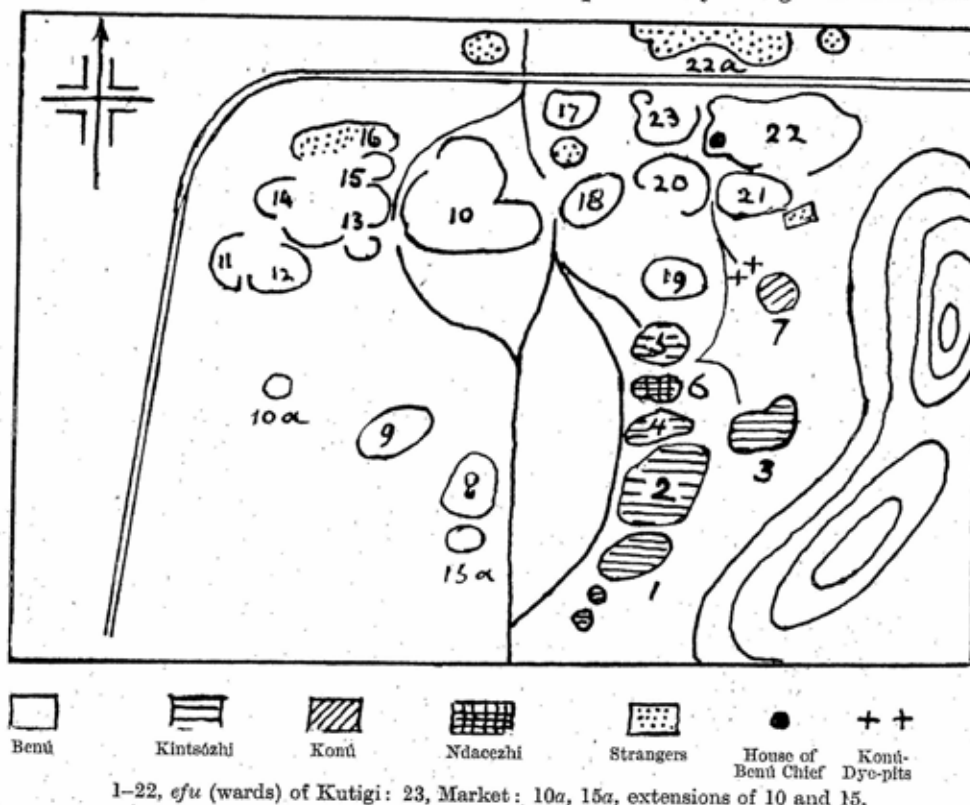 22a
17
23
22
16
15
20
10
14
18
21
13
11
12
19
7
5
6
10a
9
4
3
8
2
15a
1
Benú
Kintsózhi
Konú
Ndacezhi
Strangers
House of
Benú Chief
Konú-
Dye-pits
1–22, efu (wards) of Kutigi: 23, Market: 10a, 15a, extensions of 10 and 15.